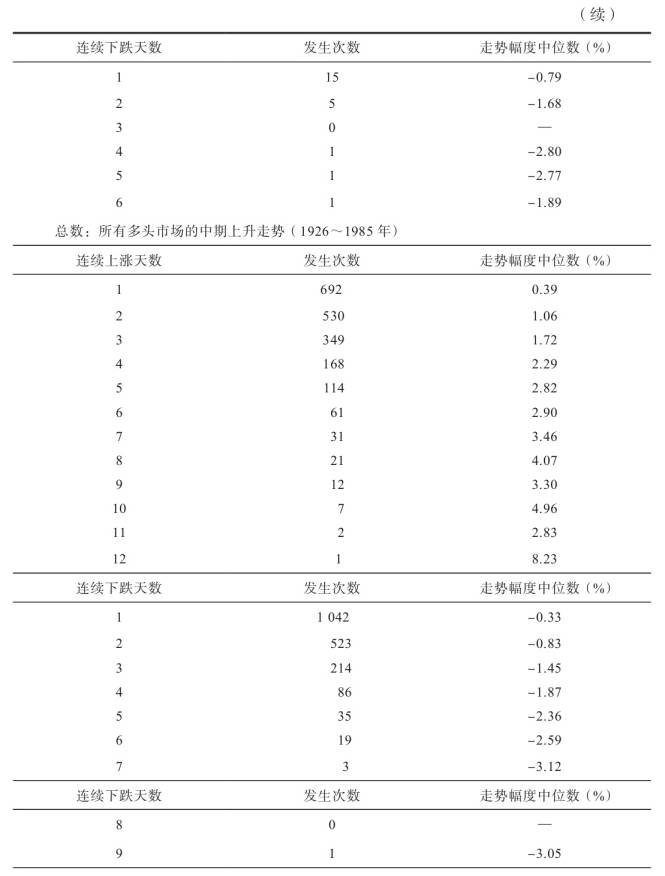 （续）
连续下跌天数 发生次数 走势幅度中位数（%）
1 15 –0.79
2 5 –1.68
3 0 —
4 1 –2.80
5 1 –2.77
6 1 –1.89
总数：所有多头市场的中期上升走势（1926～1985 年）
连续上涨天数 发生次数 走势幅度中位数（%）
1 692 0.39
2 530 1.06
3 349 1.72
4 168 2.29
5 114 2.82
6 61 2.90
7 31 3.46
8 21 4.07
9 12 3.30
10 7 4.96
11 2 2.83
12 1 8.23
连续下跌天数 发生次数 走势幅度中位数（%）
1 1 042 –0.33
2 523 –0.83
3 214 –1.45
4 86 –1.87
5 35 –2.36
6 19 –2.59
7 3 –3.12
连续下跌天数 发生次数 走势幅度中位数（%）
8 0 —
9 1 –3.05